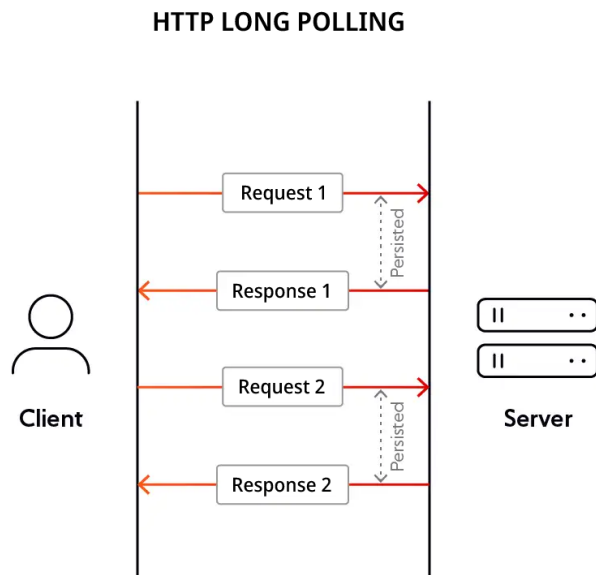 HTTP LONG POLLING
Request 1
Persisted
Response 1
Request 2
Persisted
Response 2
Client
Server